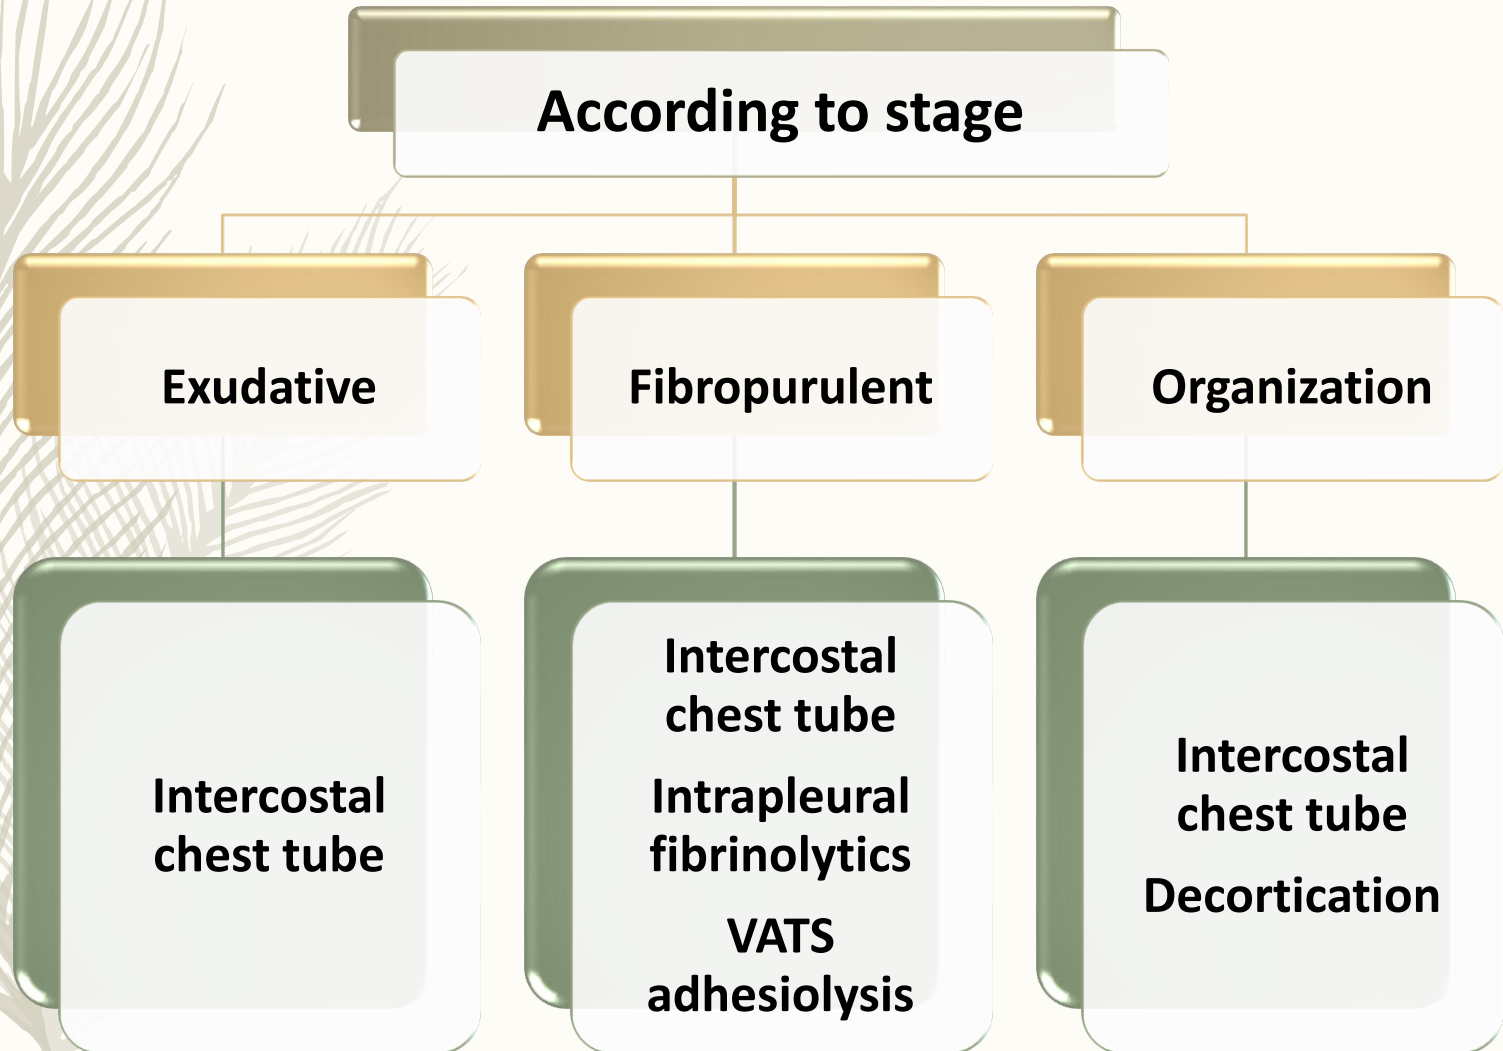 According to stage
Exudative
Fibropurulent
Organization
Intercostal
chest tube
Intercostal
chest tube
Intrapleural
fibrinolytics
VATS
adhesiolysis
Intercostal
chest tube
Decortication